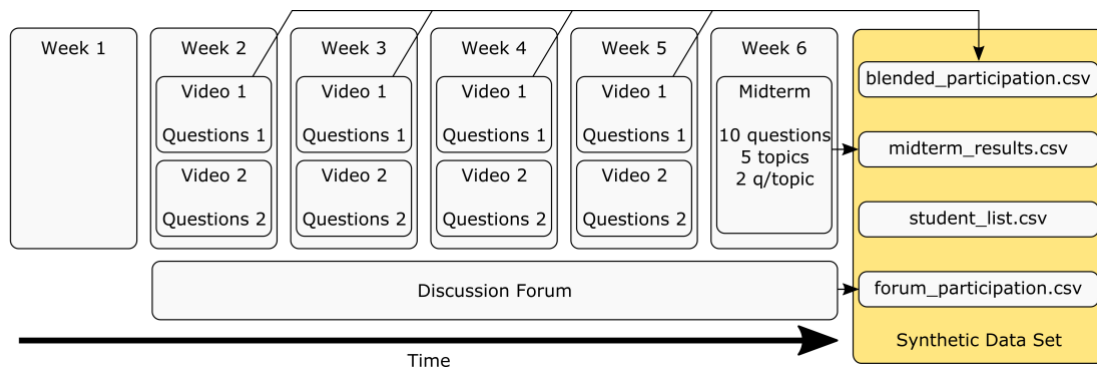 Week 1
Week 2
Video 1
Questions 1
Video 2
Questions 2
Week 3
Video 1
Questions 1
Video 2
Questions 2
Week 4
Video 1
Questions 1
Video 2
Questions 2
Week 5
Video 1
Questions 1
Video 2
Questions 2
Week 6
Midterm
10 questions
5 topics
2 q/topic
Discussion Forum
Time
blended_participation.csv
midterm_results.csv
student_list.csv
forum_participation.csv
Synthetic Data Set